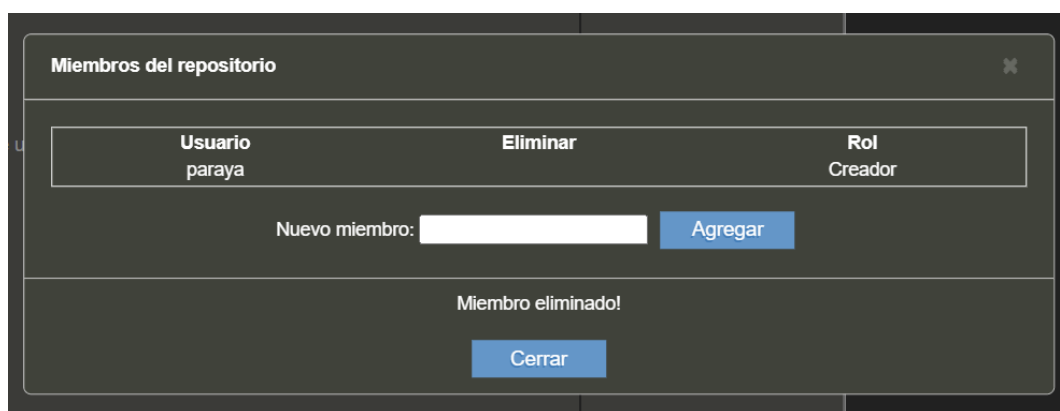 Miembros del repositorio
Usuario Eliminar Rol
paraya Creador
Nuevo miembro: Agregar
Miembro eliminado!
Cerrar